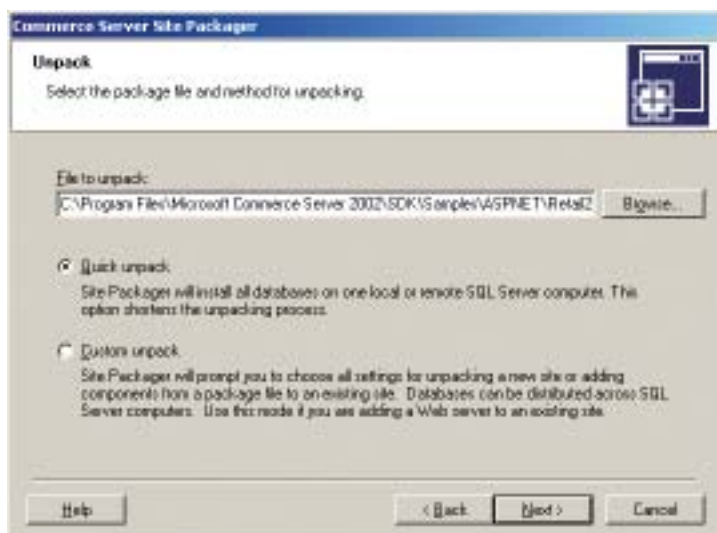 Commerce Server Site Packager
Unpack
Select the package file and method for unpacking.
File to unpack:
C:\Program Files\Microsoft Commerce Server 2002\SDK\Samples\ASPNET\Retail2
Browse...
Quick unpack
Site Packager will install all databases on one local or remote SQL Server computer. This
option shortens the unpacking process.
Custom unpack
Site Packager will prompt you to choose all settings for unpacking a new site or adding
components from a package file to an existing site. Databases can be distributed across SQL
Server computers. Use this mode if you are adding a Web server to an existing site.
Help
< Back
Next >
Cancel